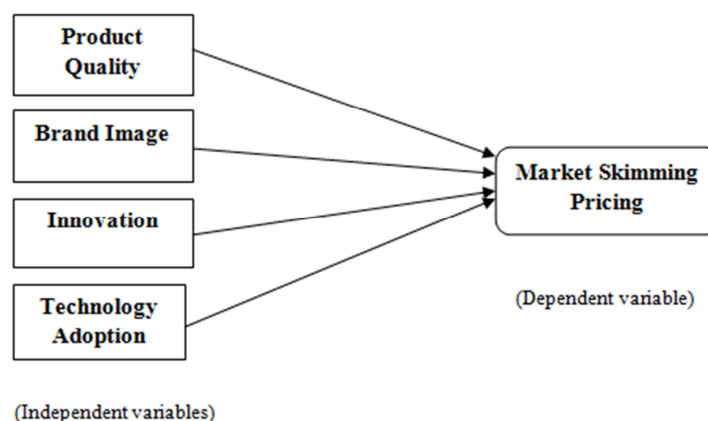 Product
Quality
Brand Image
Innovation
Technology
Adoption
Market Skimming
Pricing
(Dependent variable)
(Independent variables)